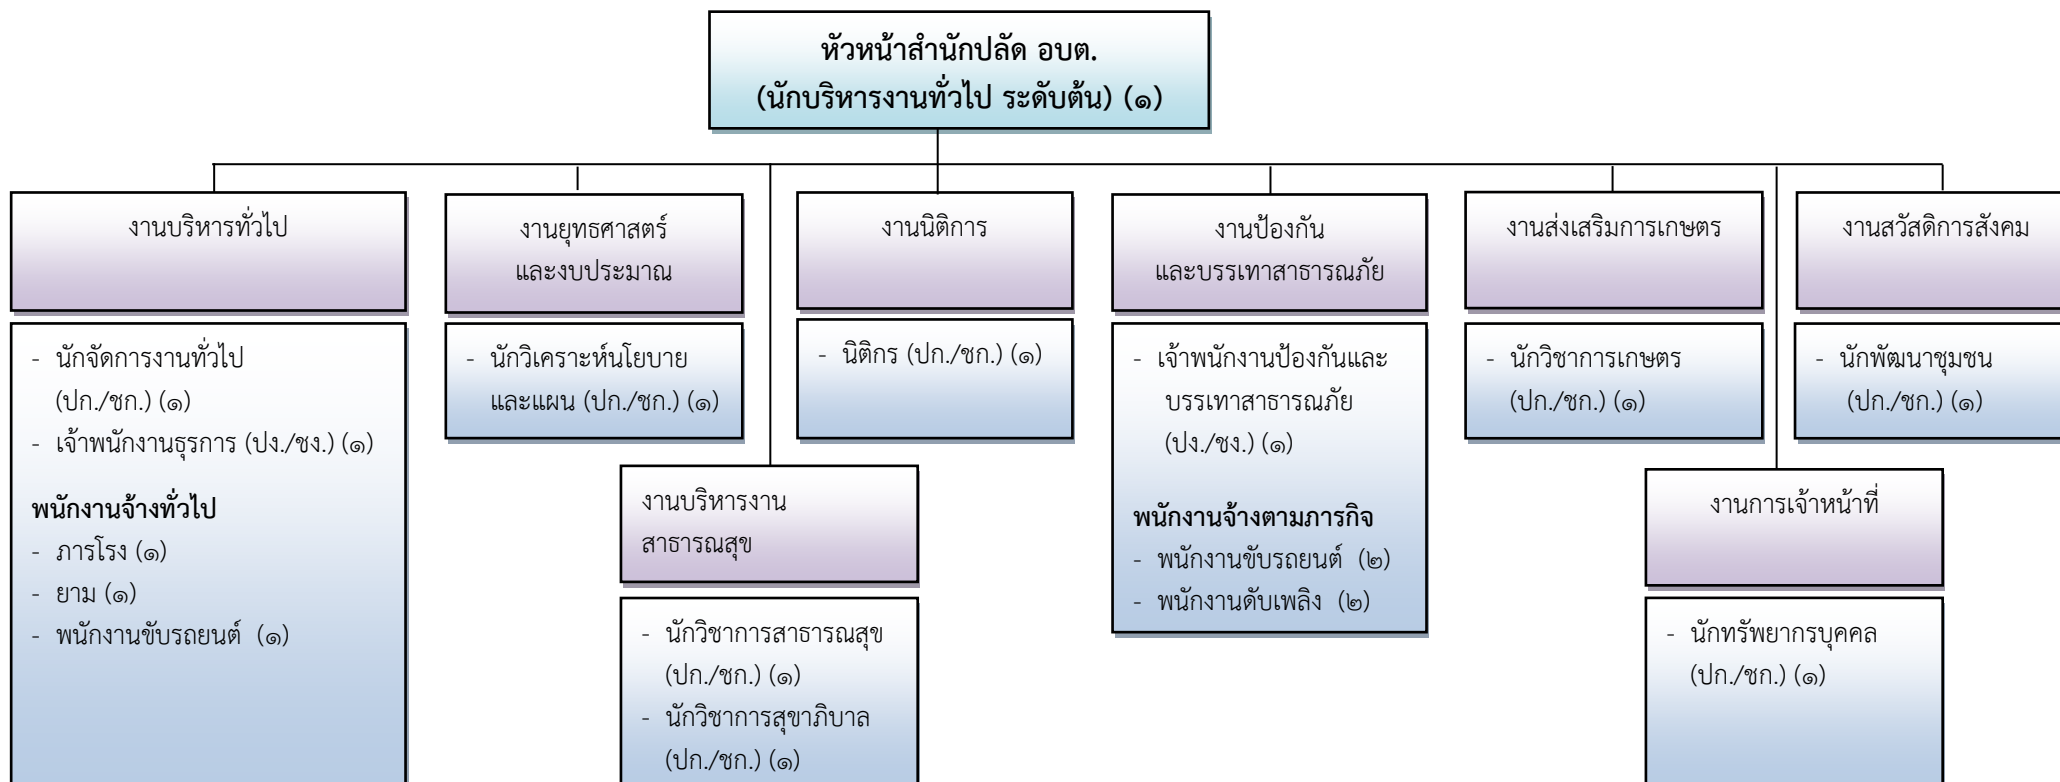 หัวหน้าสำนักปลัด อบต.
(นักบริหารงานทั่วไป ระดับต้น) (๑)
งานบริหารทั่วไป
- นักจัดการงานทั่วไป
(ปก./ชก.) (๑)
- เจ้าพนักงานธุรการ (ปง./ชง.) (๑)
พนักงานจ้างทั่วไป
- ภารโรง (๑)
- ยาม (๑)
- พนักงานขับรถยนต์ (๑)
งานยุทธศาสตร์
และงบประมาณ
- นักวิเคราะห์นโยบาย
และแผน (ปก./ชก.) (๑)
งานบริหารงาน
สาธารณสุข
- นักวิชาการสาธารณสุข
(ปก./ชก.) (๑)
- นักวิชาการสุขาภิบาล
(ปก./ชก.) (๑)
งานนิติการ
- นิติกร (ปก./ชก.) (๑)
งานป้องกัน
และบรรเทาสาธารณภัย
- เจ้าพนักงานป้องกันและ
บรรเทาสาธารณภัย
(ปง./ชง.) (๑)
พนักงานจ้างตามภารกิจ
- พนักงานขับรถยนต์ (๒)
- พนักงานดับเพลิง (๒)
งานส่งเสริมการเกษตร
- นักวิชาการเกษตร
(ปก./ชก.) (๑)
งานสวัสดิการสังคม
- นักพัฒนาชุมชน
(ปก./ชก.) (๑)
งานการเจ้าหน้าที่
- นักทรัพยากรบุคคล
(ปก./ชก.) (๑)